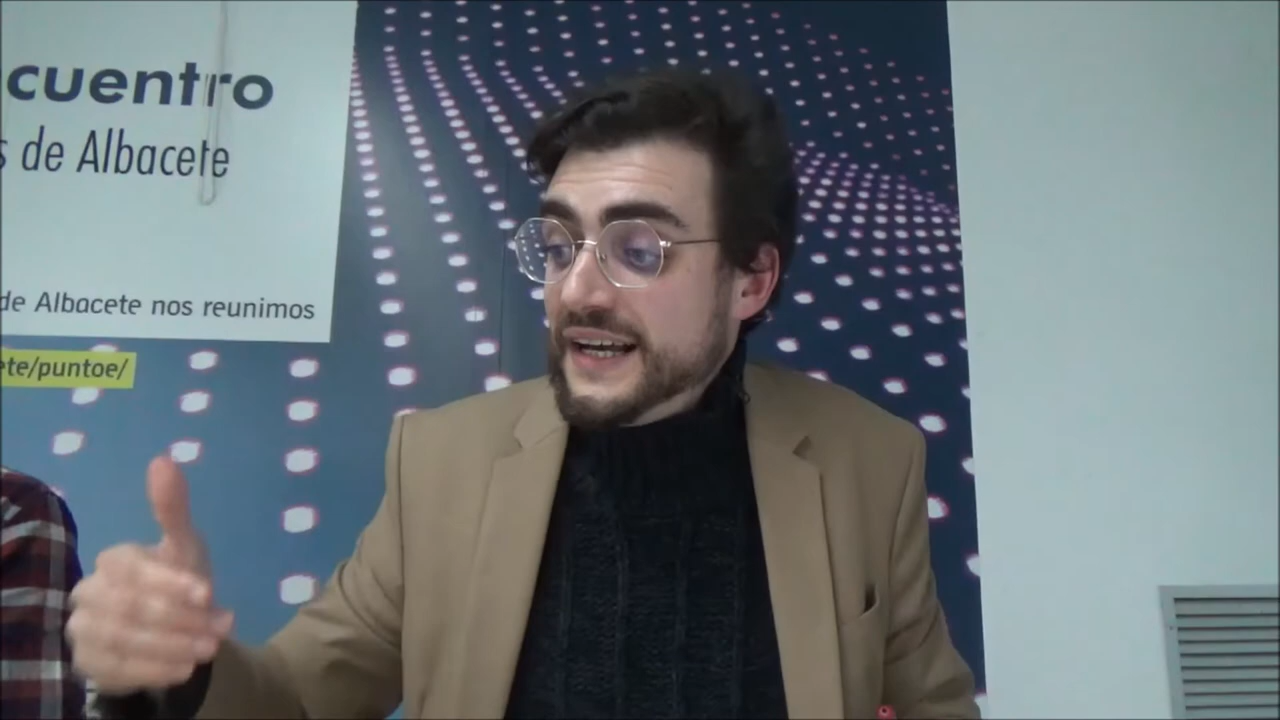 cuentro
s de Albacete
de Albacete nos reunimos
ete/puntoe/